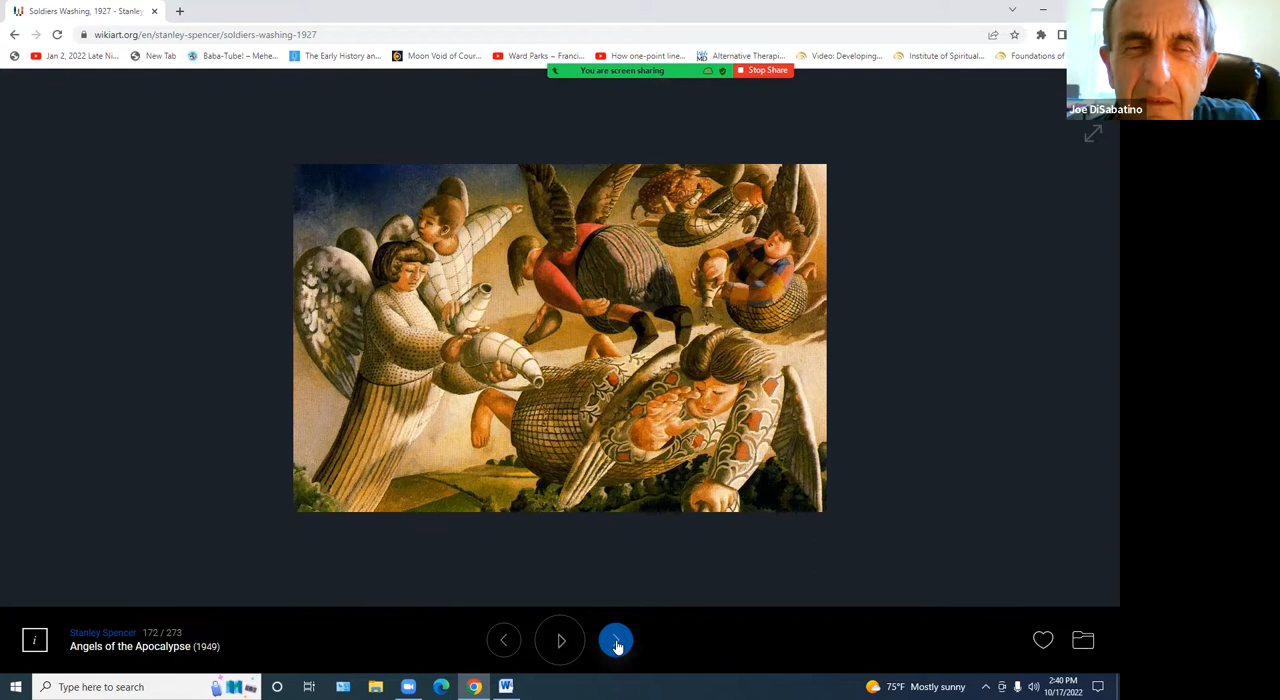 Soldiers Washing, 1927 - Stanley
wikiart.org/en/stanley-spencer/soldiers-washing-1927
Jan 2, 2022 Late Ni...
New Tab
Baba-Tube! – Mehe...
The Early History an...
Moon Void of Cour...
Ward Parks ~ Franci...
How one-point line...
Alternative Therapi...
Video: Developing...
Institute of Spiritual...
Foundations of
You are screen sharing
Stop Share
Joe DiSabatino
Stanley Spencer 172 / 273
Angels of the Apocalypse (1949)
Type here to search
75°F Mostly sunny
2:40 PM
10/17/2022